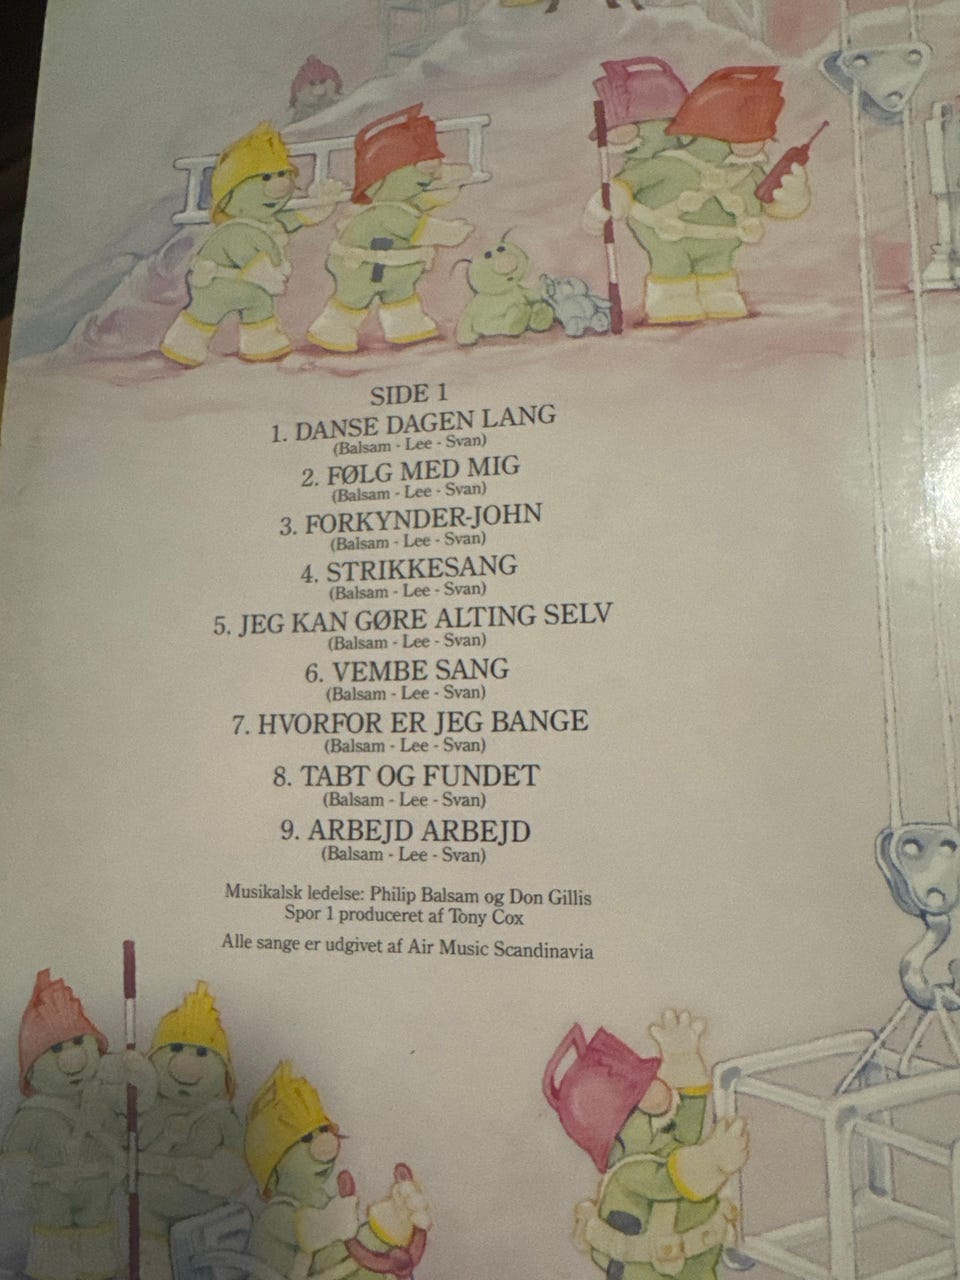 SIDE 1
1. DANSE DAGEN LANG
(Balsam - Lee - Svan)
2. FØLG MED MIG
(Balsam - Lee - Svan)
3. FORKYNDER-JOHN
(Balsam - Lee - Svan)
4. STRIKKESANG
(Balsam - Lee - Svan)
5. JEG KAN GØRE ALTING SELV
(Balsam - Lee - Svan)
6. VEMBE SANG
(Balsam - Lee - Svan)
7. HVORFOR ER JEG BANGE
(Balsam - Lee - Svan)
8. TABT OG FUNDET
(Balsam - Lee - Svan)
9. ARBEJD ARBEJD
(Balsam - Lee - Svan)
Musikalsk ledelse: Philip Balsam og Don Gillis
Spor 1 produceret af Tony Cox
Alle sange er udgivet af Air Music Scandinavia